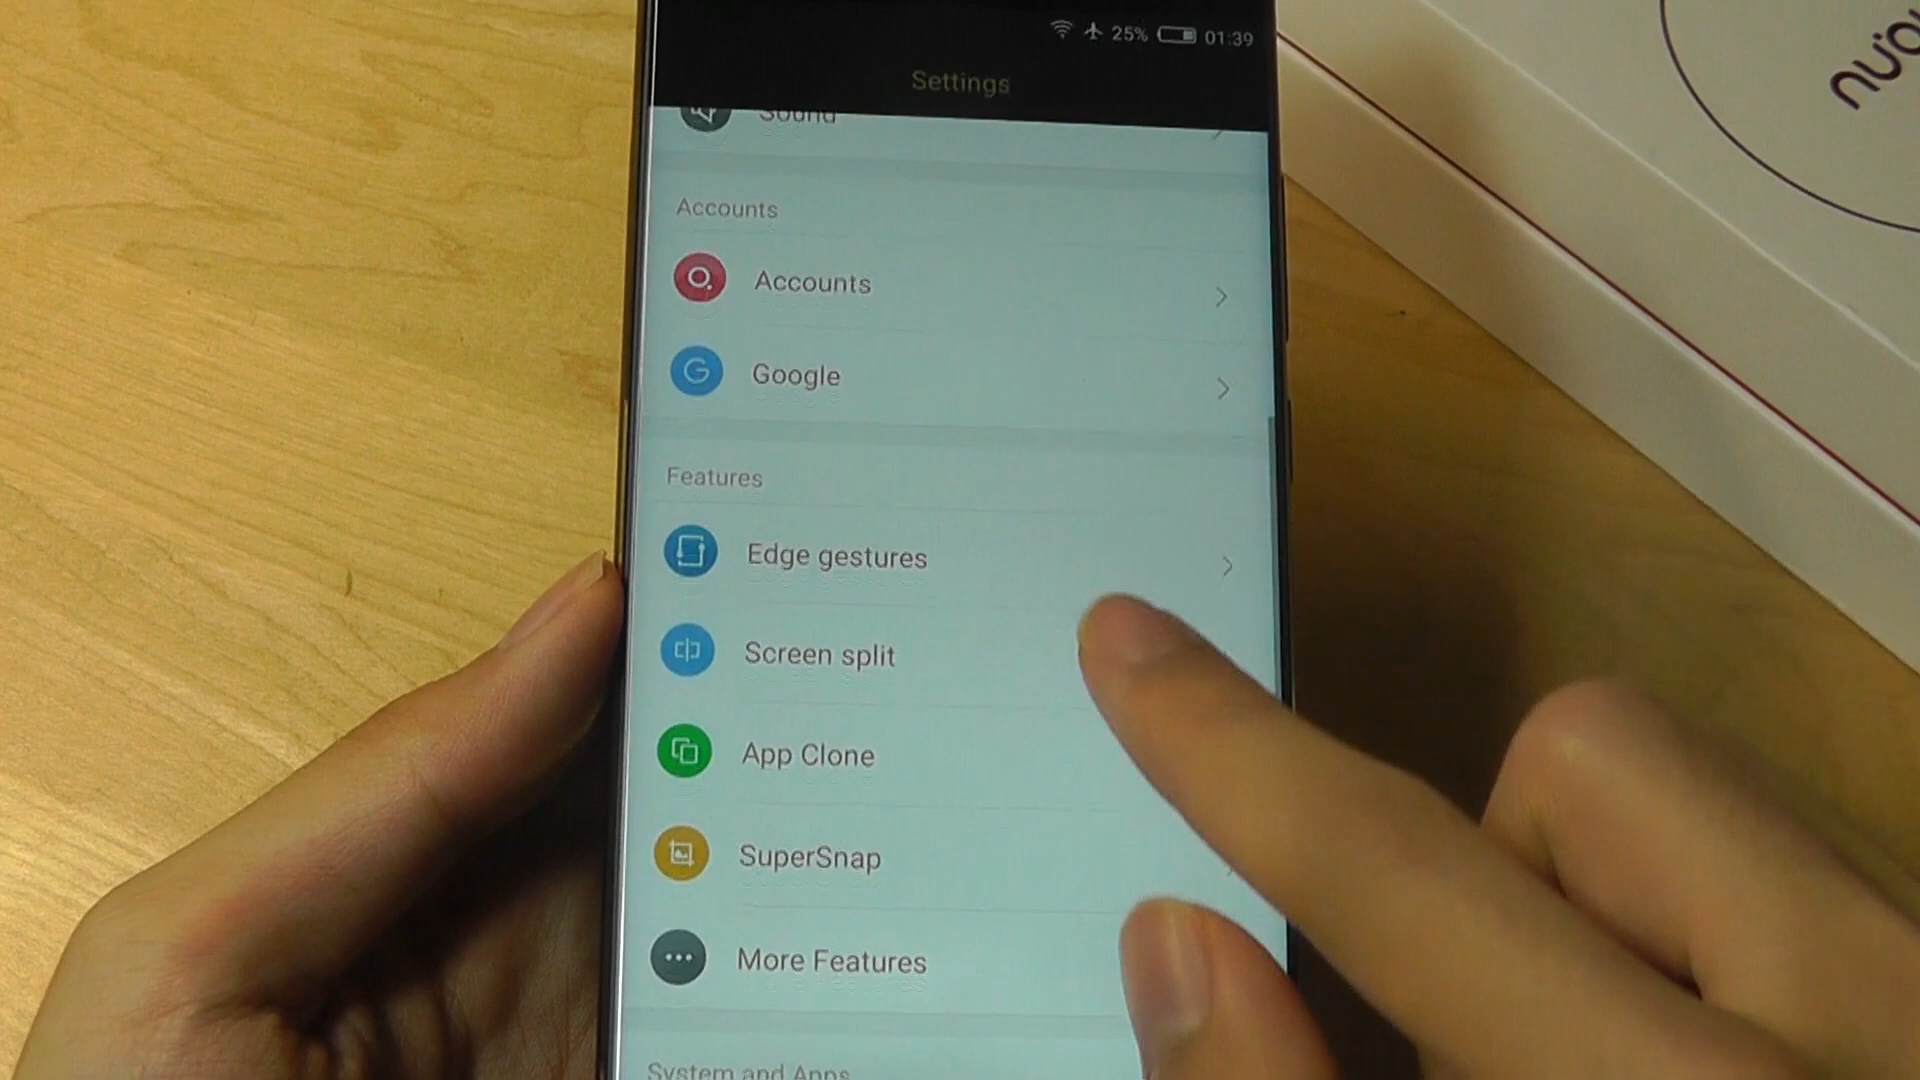 25% 01:39
Settings
Sound
Accounts
Accounts
Google
Features
Edge gestures
Screen split
App Clone
SuperSnap
More Features
System and Apps